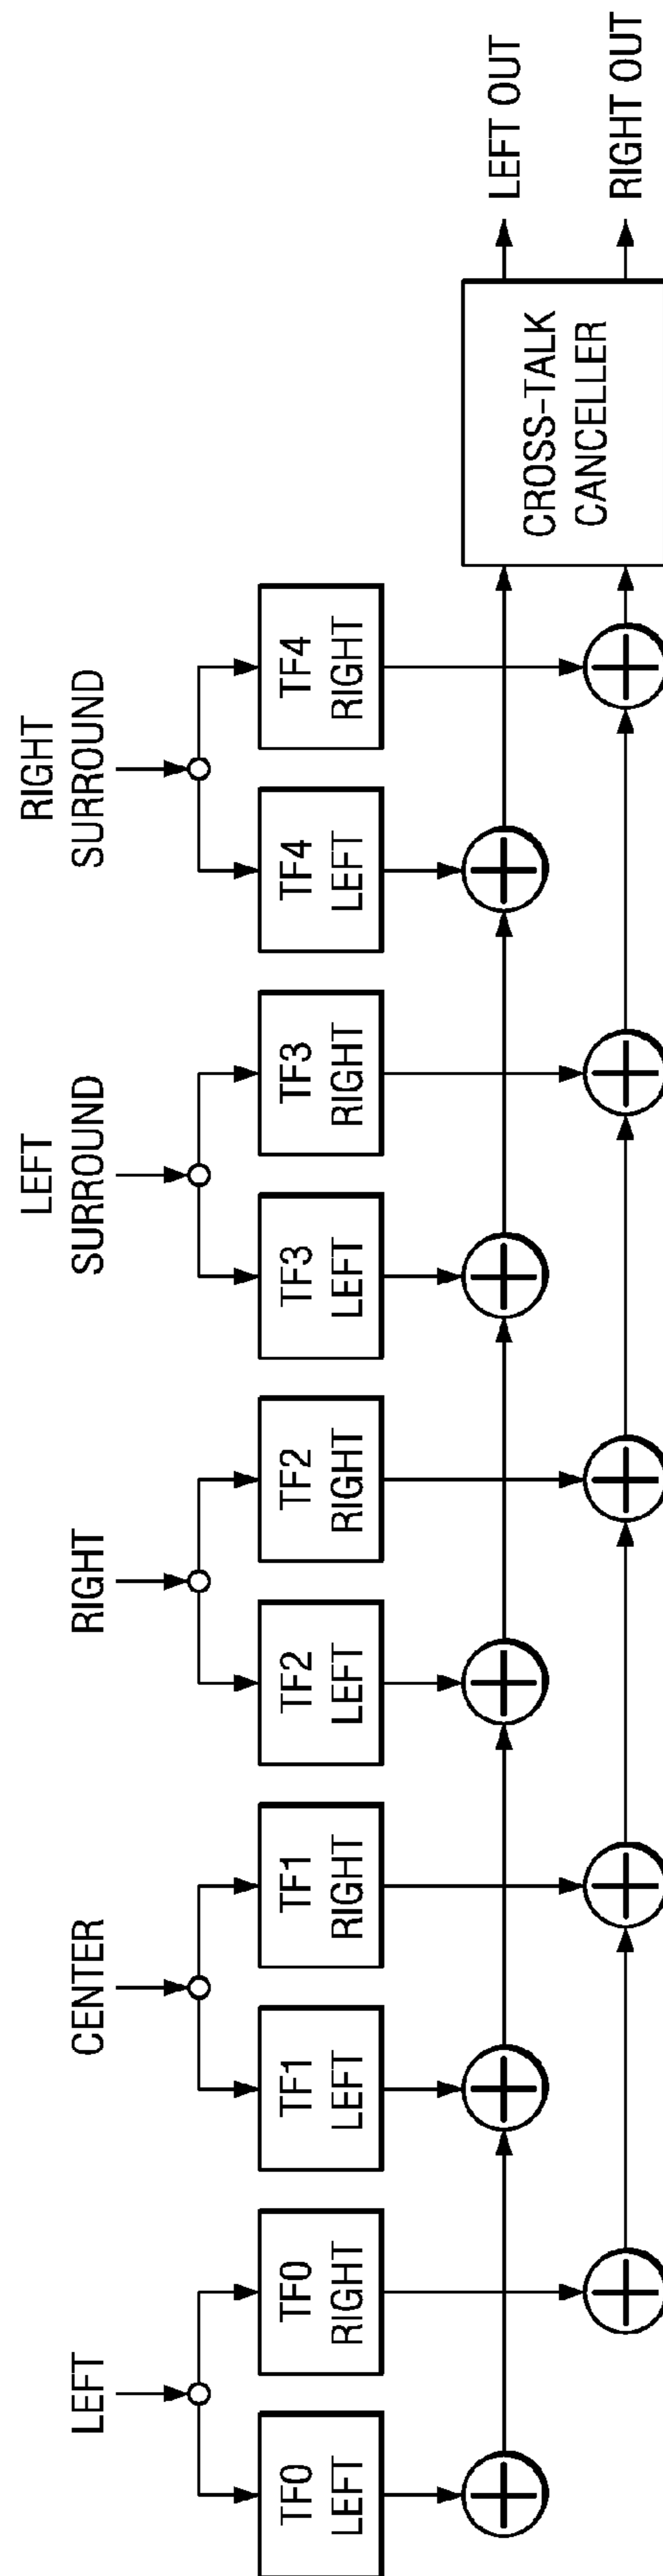 LEFT
CENTER
RIGHT
LEFT
SURROUND
RIGHT
SURROUND
TF0
LEFT
TF0
RIGHT
TF1
LEFT
TF1
RIGHT
TF2
LEFT
TF2
RIGHT
TF3
LEFT
TF3
RIGHT
TF4
LEFT
TF4
RIGHT
CROSS-TALK
CANCELLER
LEFT OUT
RIGHT OUT